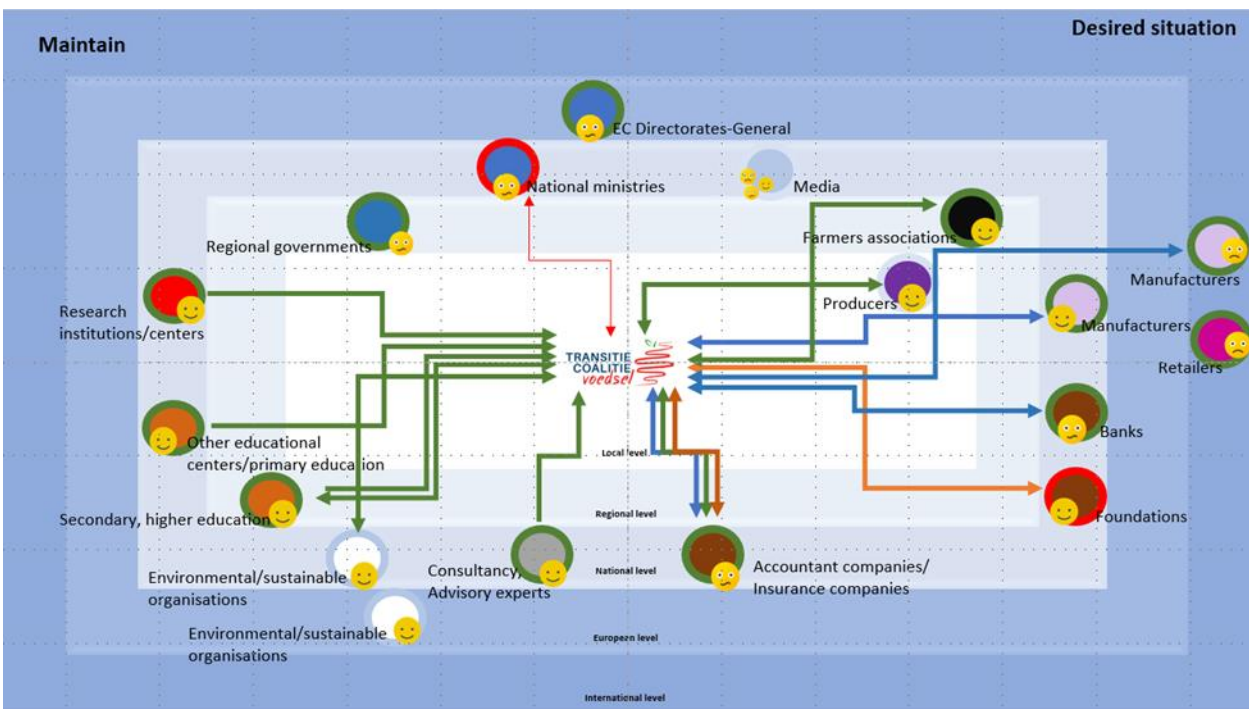 Maintain
Desired situation
EC Directorates-General
National ministries
Media
Regional governments
Farmers associations
Manufacturers
Research
institutions/centers
Producers
Manufacturers
Retailers
TRANSITIE
COALITIE
voedsel
Other educational
centers/primary education
Banks
Local level
Secondary, higher education
Regional level
Foundations
Environmental/sustainable
organisations
Consultancy,
Advisory experts
National level
Accountant companies/
Insurance companies
Environmental/sustainable
organisations
European level
International level